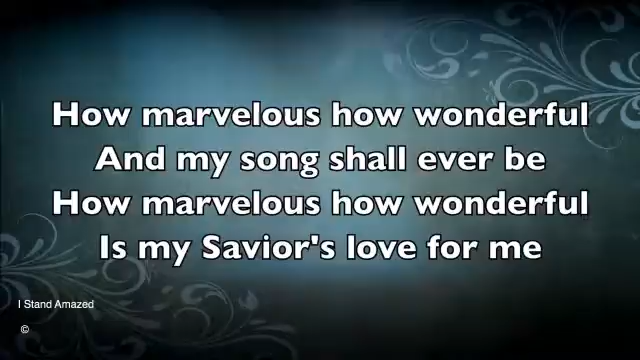 How marvelous how wonderful
And my song shall ever be
How marvelous how wonderful
Is my Savior's love for me
I Stand Amazed
©